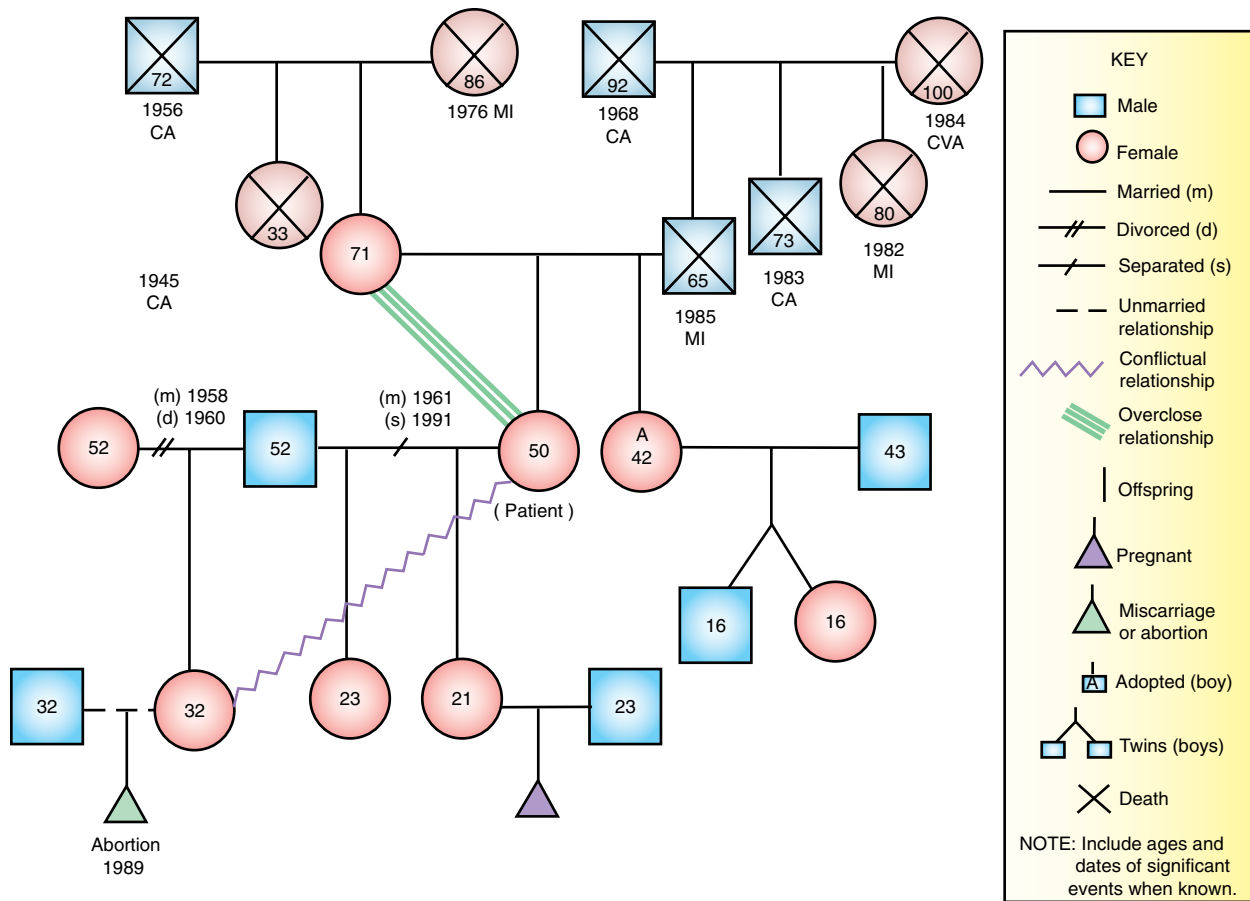 72
1956
CA
86
1976 MI
92
1968
CA
100
1984
CVA
33
1945
CA
71
65
1985
MI
73
1983
CA
80
1982
MI
52
(m) 1958
(d) 1960
52
(m) 1961
(s) 1991
50
( Patient )
A
42
43
16
16
32
32
23
21
23
Abortion
1989
KEY
Male
Female
Married (m)
Divorced (d)
Separated (s)
Unmarried
relationship
Conflictual
relationship
Overclose
relationship
Offspring
Pregnant
Miscarriage
or abortion
A
Adopted (boy)
Twins (boys)
Death
NOTE: Include ages and
dates of significant
events when known.